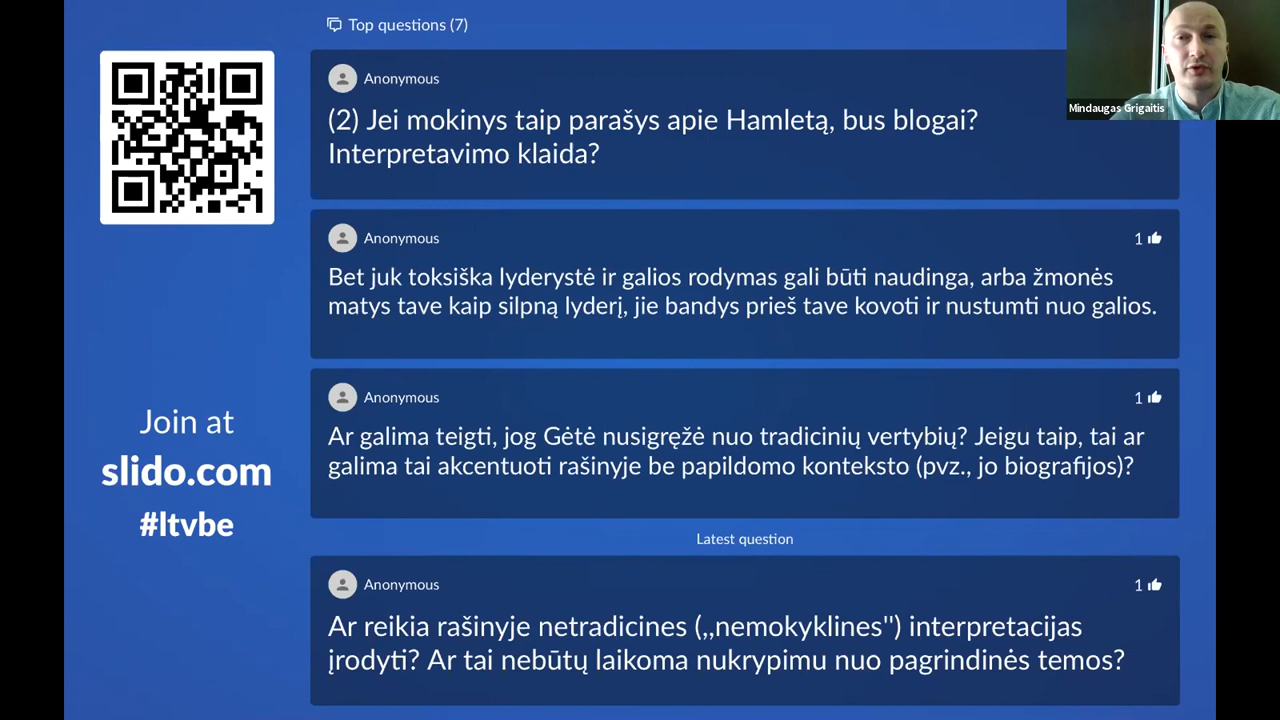 Top questions (7)
Mindaugas Grigaitis
Anonymous
(2) Jei mokinys taip parašys apie Hamletą, bus blogai?
Interpretavimo klaida?
Anonymous
1
Bet juk toksiška lyderystė ir galios rodymas gali būti naudinga, arba žmonės
matys tave kaip silpną lyderį, jie bandys prieš tave kovoti ir nustumti nuo galios.
Anonymous
1
Ar galima teigti, jog Gėtė nusigręžė nuo tradicinių vertybių? Jeigu taip, tai ar
galima tai akcentuoti rašinyje be papildomo konteksto (pvz., jo biografijos)?
Join at
slido.com
#ltvbe
Latest question
Anonymous
1
Ar reikia rašinyje netradicines (,,nemokyklines'') interpretacijas
įrodyti? Ar tai nebūtų laikoma nukrypimu nuo pagrindinės temos?